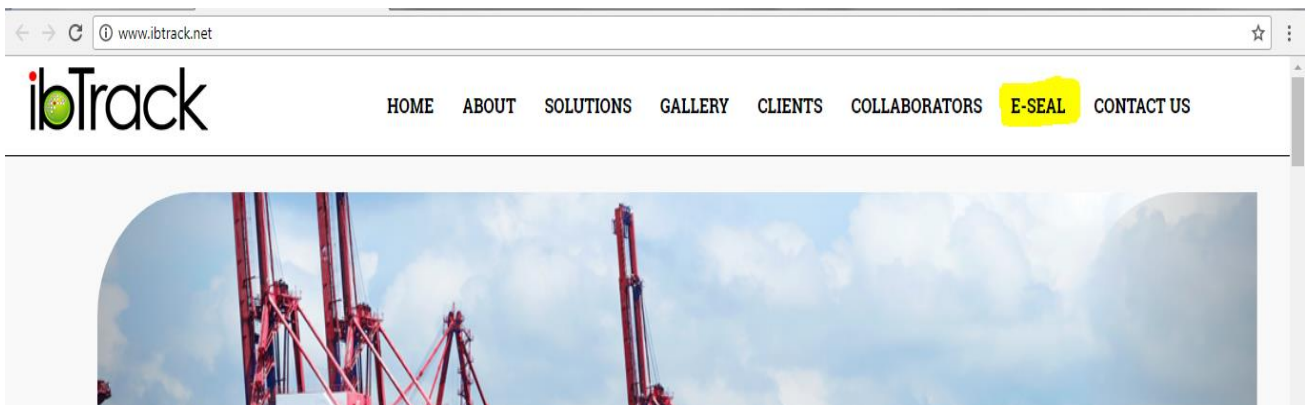 www.ibtrack.net
ibTrack
HOME ABOUT SOLUTIONS GALLERY CLIENTS COLLABORATORS E-SEAL CONTACT US